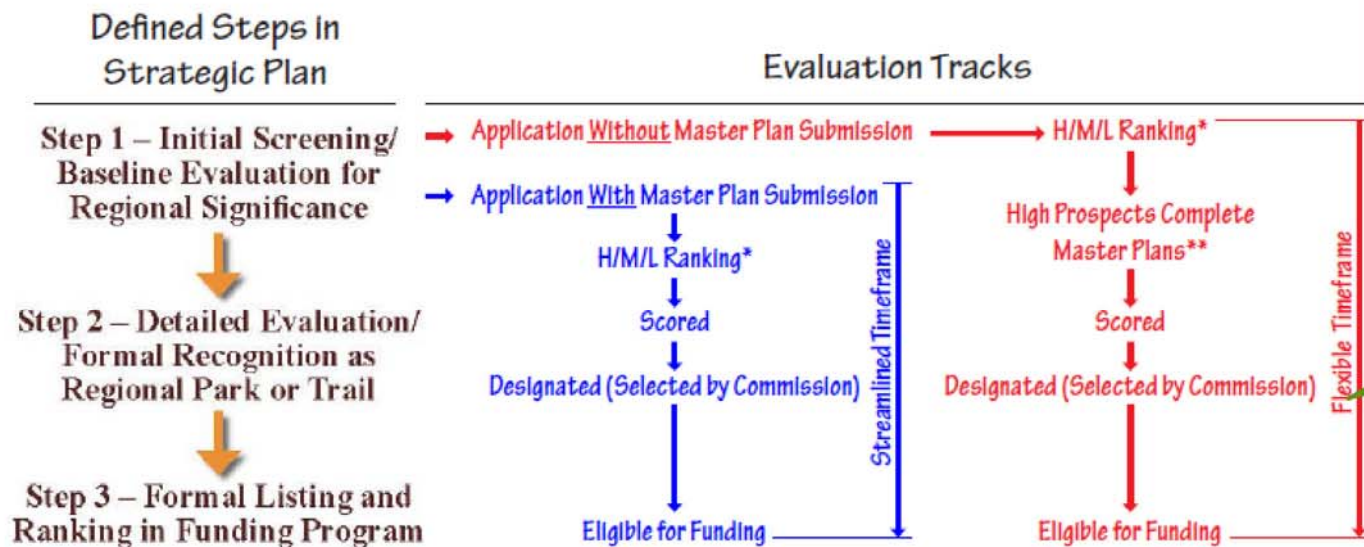 Defined Steps in
Strategic Plan
Evaluation Tracks
Step 1 – Initial Screening/
Baseline Evaluation for
Regional Significance
Step 2 – Detailed Evaluation/
Formal Recognition as
Regional Park or Trail
Step 3 – Formal Listing and
Ranking in Funding Program
Application Without Master Plan Submission
H/M/L Ranking*
High Prospects Complete
Master Plans**
Scored
Designated (Selected by Commission)
Eligible for Funding
Flexible Timeframe
Application With Master Plan Submission
H/M/L Ranking*
Scored
Designated (Selected by Commission)
Eligible for Funding
Streamlined Timeframe